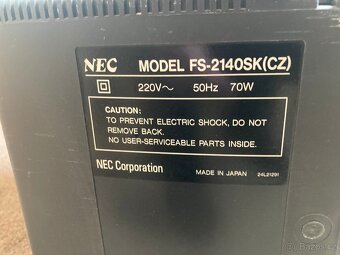 NEC MODEL FS-2140SK(CZ)
220V～ 50Hz 70W
CAUTION:
TO PREVENT ELECTRIC SHOCK, DO NOT
REMOVE BACK.
NO USER-SERVICEABLE PARTS INSIDE.
NEC Corporation MADE IN JAPAN 24L21291